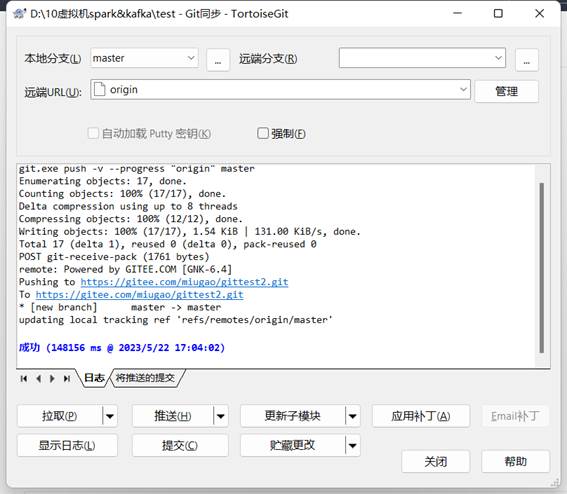 D:\10虚拟机spark&kafka\test - Git同步 - TortoiseGit
本地分支(L) master ... 远端分支(R) ...
远端URL(U): origin 管理
自动加载 Putty 密钥(K) 强制(F)
git.exe push -v --progress "origin" master
Enumerating objects: 17, done.
Counting objects: 100% (17/17), done.
Delta compression using up to 8 threads
Compressing objects: 100% (12/12), done.
Writing objects: 100% (17/17), 1.54 KiB | 131.00 KiB/s, done.
Total 17 (delta 1), reused 0 (delta 0), pack-reused 0
POST git-receive-pack (1761 bytes)
remote: Powered by GITEE.COM [GNK-6.4]
Pushing to https://gitee.com/miugao/gittest2.git
To https://gitee.com/miugao/gittest2.git
* [new branch] master -> master
updating local tracking ref 'refs/remotes/origin/master'
成功 (148156 ms @ 2023/5/22 17:04:02)
日志 将推送的提交
拉取(P) 推送(H) 更新子模块 应用补丁(A) Email补丁
显示日志(L) 提交(C) 贮藏更改
关闭 帮助